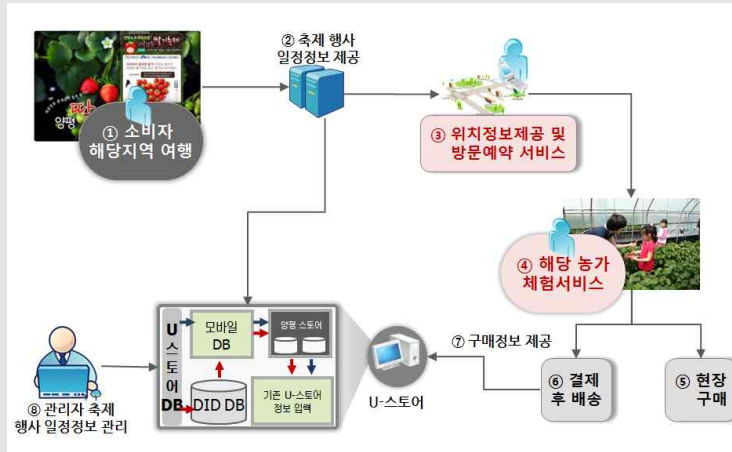 ② 축제 행사
일정정보 제공
양평
① 소비자
해당지역 여행
③ 위치정보제공 및
방문예약 서비스
④ 해당 농가
체험서비스
U
스
토
어
DB
모바일
DB
양평 스토어
DID DB
기존 U-스토어
정보 입력
U-스토어
⑦ 구매정보 제공
⑥ 결제
후 배송
⑤ 현장
구매
⑧ 관리자 축제
행사 일정정보 관리